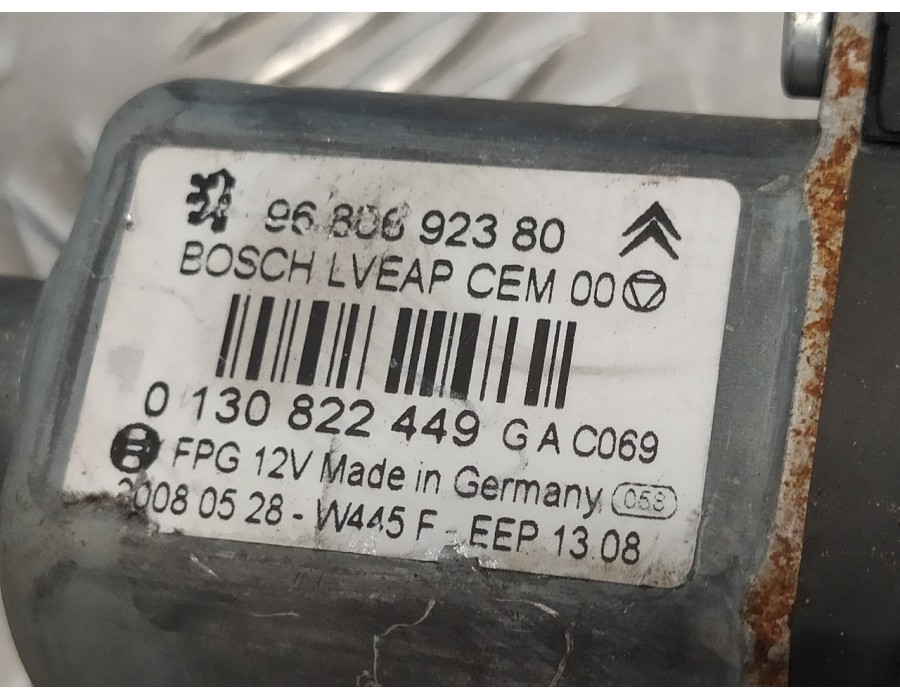 96 806 923 80
BOSCH LVEAP CEM 00
0 130 822 449 G A C069
FPG 12V Made in Germany 058
2008 05 28 - W445 F - EEP 13 08